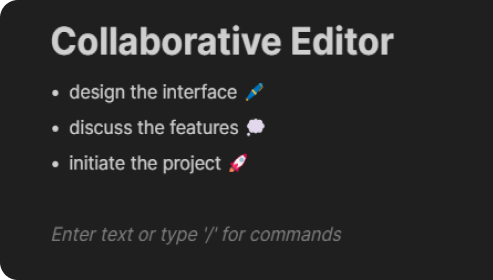 Collaborative Editor
• design the interface 🖊️
• discuss the features 💭
• initiate the project 🚀
Enter text or type '/' for commands